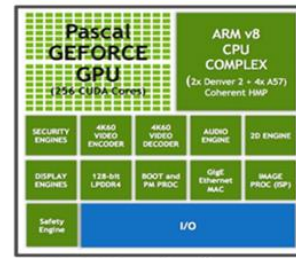 Pascal
GEFORCE
GPU
(256 CUDA Cores)
ARM v8
CPU
COMPLEX
(2x Denver 2 + 4x A57)
Coherent HMP
SECURITY
ENGINES
4K60
VIDEO
ENCODER
4K60
VIDEO
DECODER
AUDIO
ENGINE
2D ENGINE
DISPLAY
ENGINES
128-bit
LPDDR4
BOOT and
PM PROC
GigE
Ethernet
MAC
IMAGE
PROC (ISP)
Safety
Engine
I/O